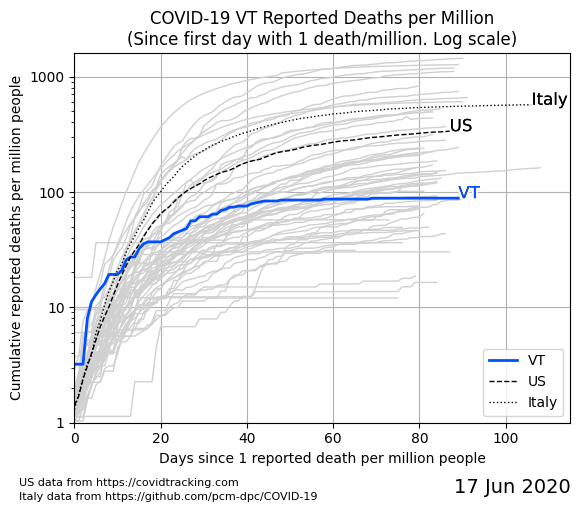 COVID-19 VT Reported Deaths per Million
(Since first day with 1 death/million. Log scale)
Cumulative reported deaths per million people
1000
100
10
1
Italy
US
VT
VT
US
Italy
0 20 40 60 80 100
Days since 1 reported death per million people
US data from https://covidtracking.com
Italy data from https://github.com/pcm-dpc/COVID-19
17 Jun 2020